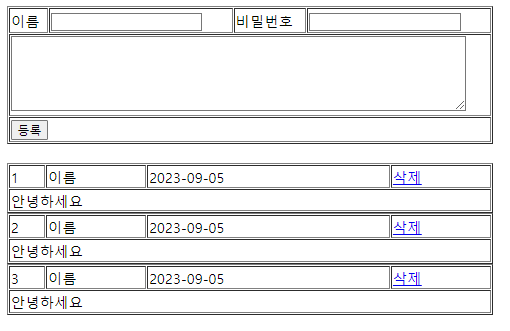 이름 비밀번호
등록
1 이름 2023-09-05 삭제
안녕하세요
2 이름 2023-09-05 삭제
안녕하세요
3 이름 2023-09-05 삭제
안녕하세요